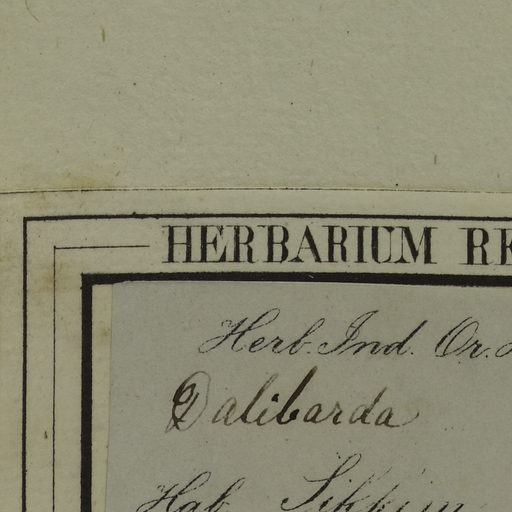 HERBARIUM RE
Herb. Ind. Or. H
Dalibarda
Hab. Sikkim